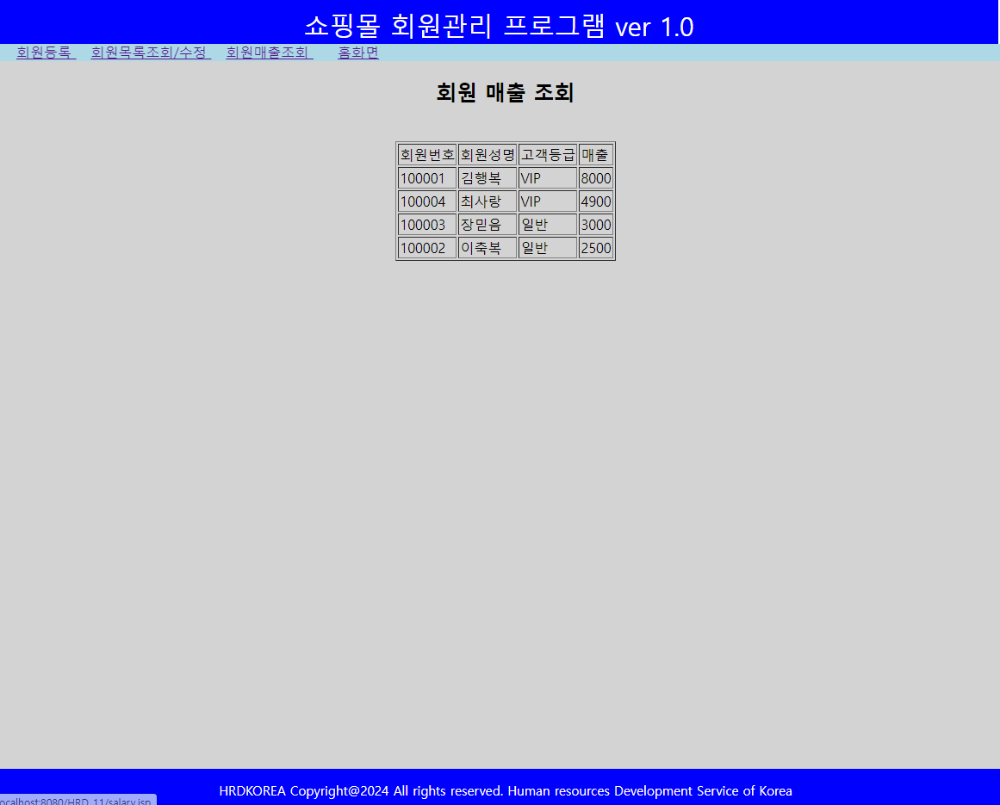 쇼핑몰 회원관리 프로그램 ver 1.0
회원등록 회원목록조회/수정 회원매출조회 홈화면
회원 매출 조회
회원번호 회원성명 고객등급 매출
100001 김행복 VIP 8000
100004 최사랑 VIP 4900
100003 장믿음 일반 3000
100002 이축복 일반 2500
HRDKOREA Copyright@2024 All rights reserved. Human resources Development Service of Korea
ocalhost:8080/HRD_11/salary.jsp